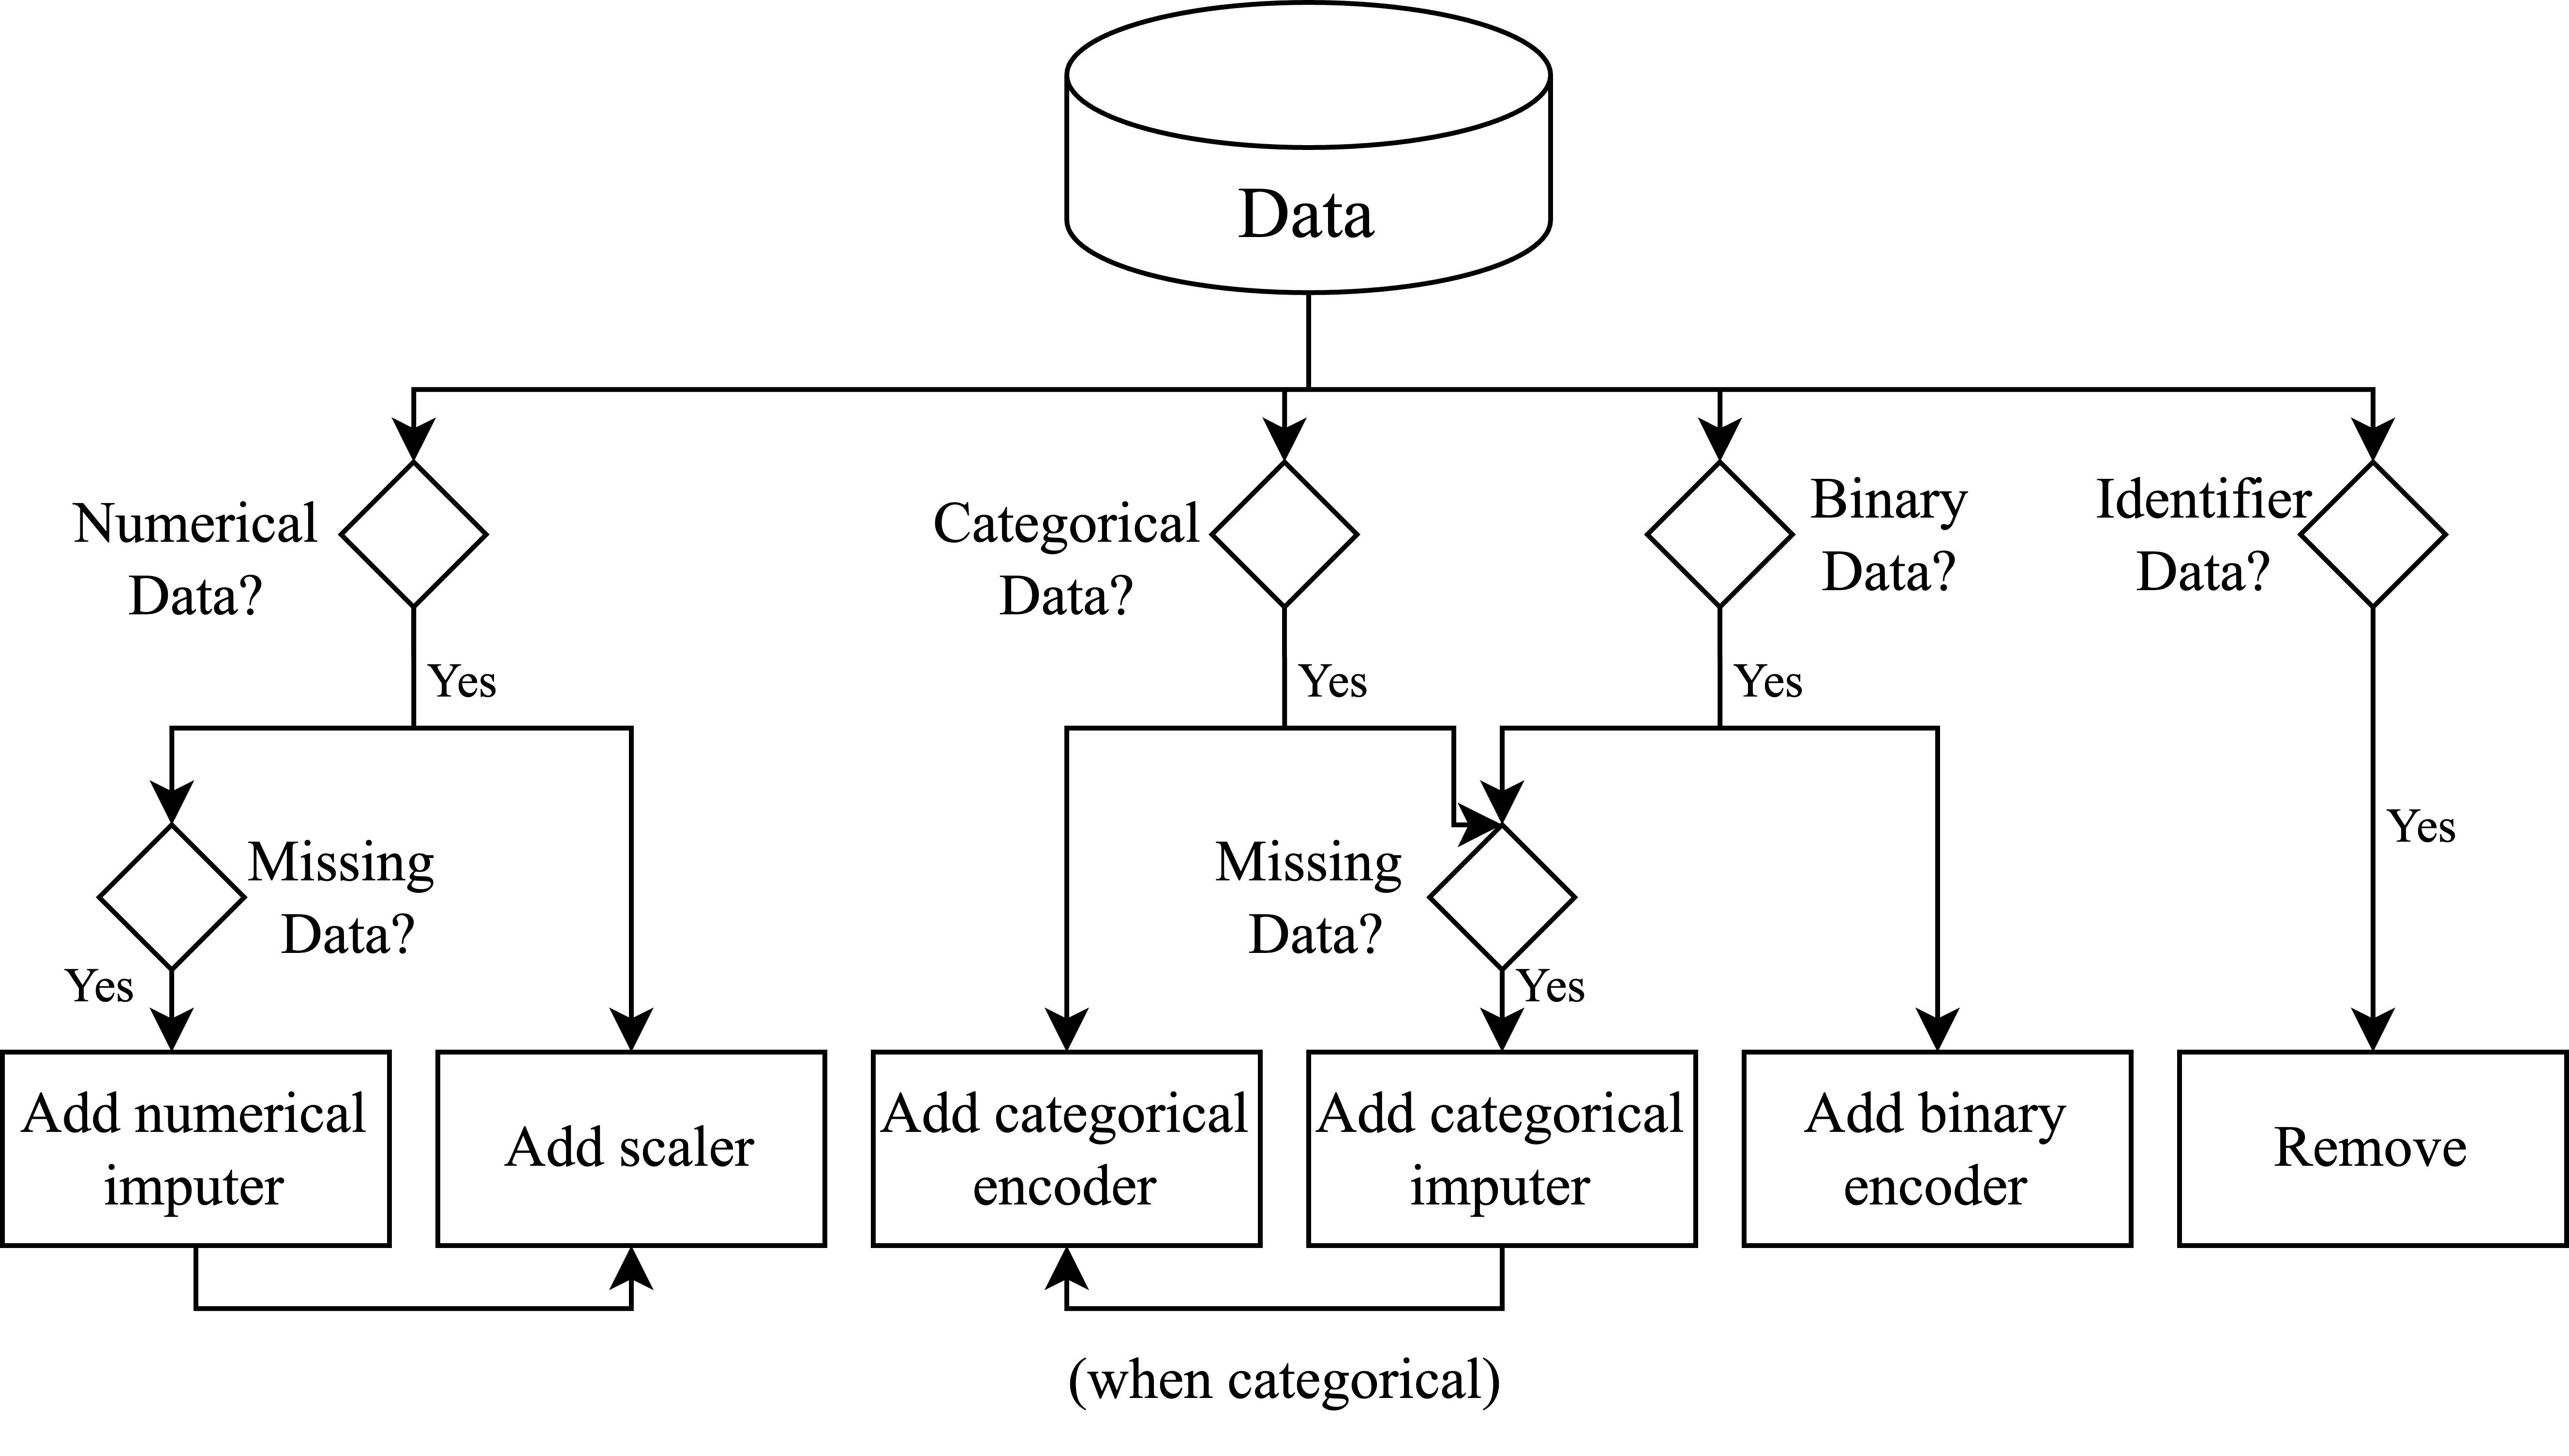 Data
Numerical
Data?
Categorical
Data?
Binary
Data?
Identifier
Data?
Yes
Yes
Yes
Yes
Missing
Data?
Missing
Data?
Yes
Yes
Add numerical
imputer
Add scaler
Add categorical
encoder
Add categorical
imputer
Add binary
encoder
Remove
(when categorical)